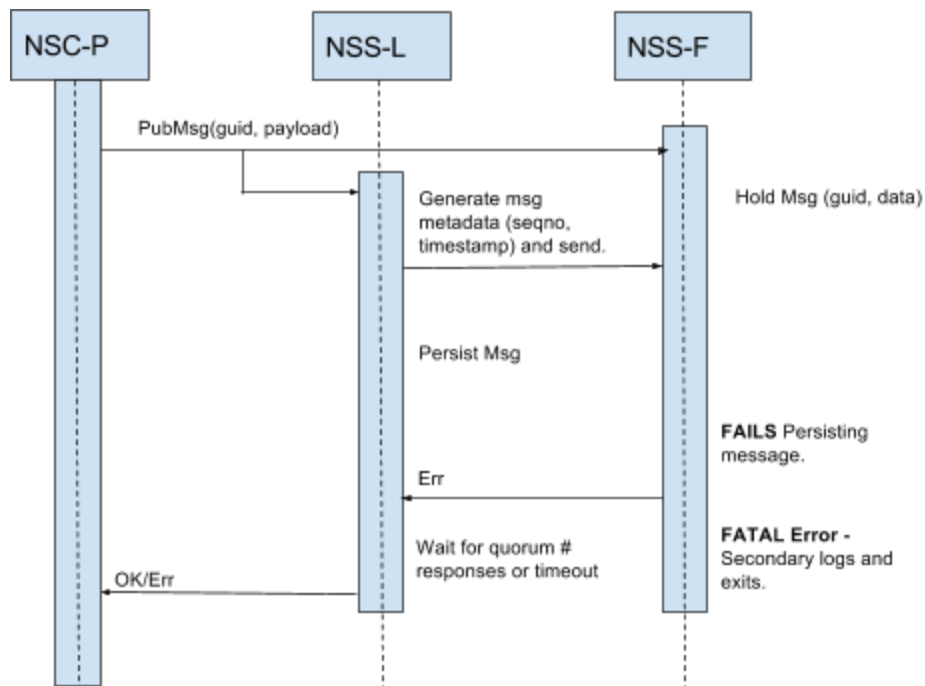 NSC-P
NSS-L
NSS-F
PubMsg(guid, payload)
Hold Msg (guid, data)
Generate msg
metadata (seqno,
timestamp) and send.
Persist Msg
FAILS Persisting
message.
Err
FATAL Error -
Secondary logs and
exits.
Wait for quorum #
responses or timeout
OK/Err